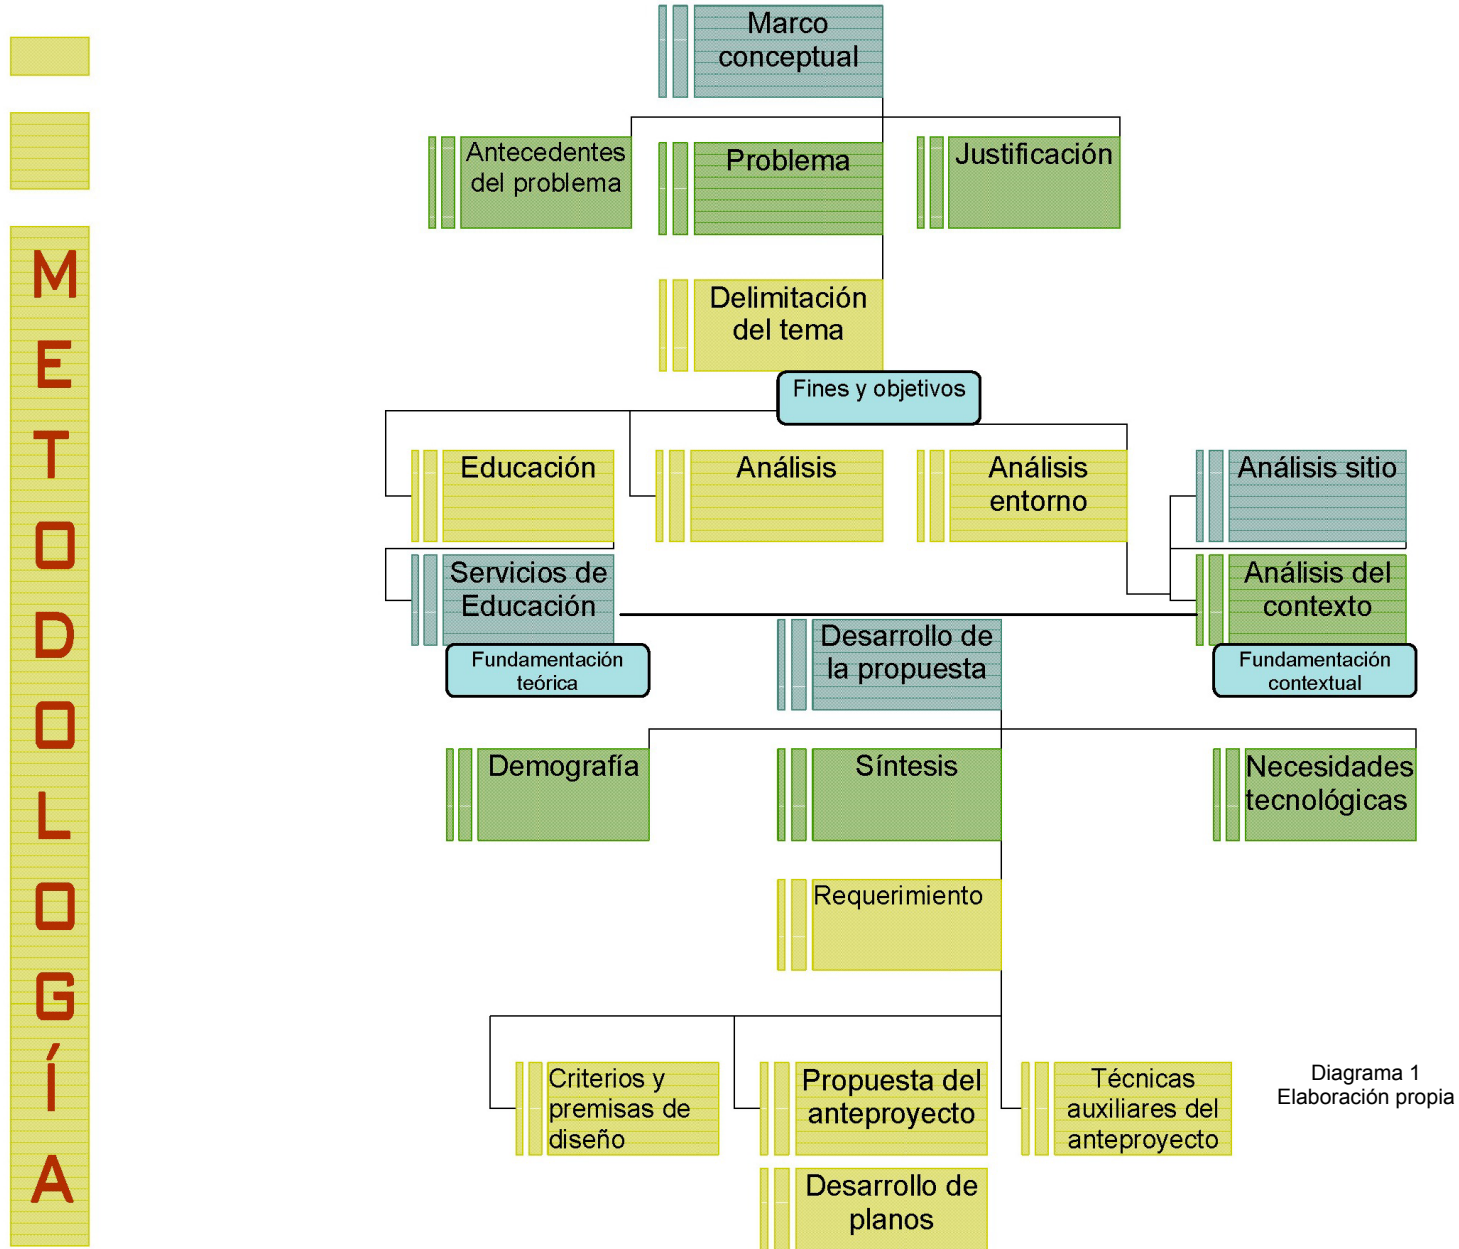 METODOLOGÍA
Marco
conceptual
Antecedentes
del problema
Problema
Justificación
Delimitación
del tema
Fines y objetivos
Educación
Análisis
Análisis
entorno
Análisis sitio
Servicios de
Educación
Análisis del
contexto
Fundamentación
teórica
Desarrollo de
la propuesta
Fundamentación
contextual
Demografía
Síntesis
Necesidades
tecnológicas
Requerimiento
Criterios y
premisas de
diseño
Propuesta del
anteproyecto
Técnicas
auxiliares del
anteproyecto
Diagrama 1
Elaboración propia
Desarrollo de
planos